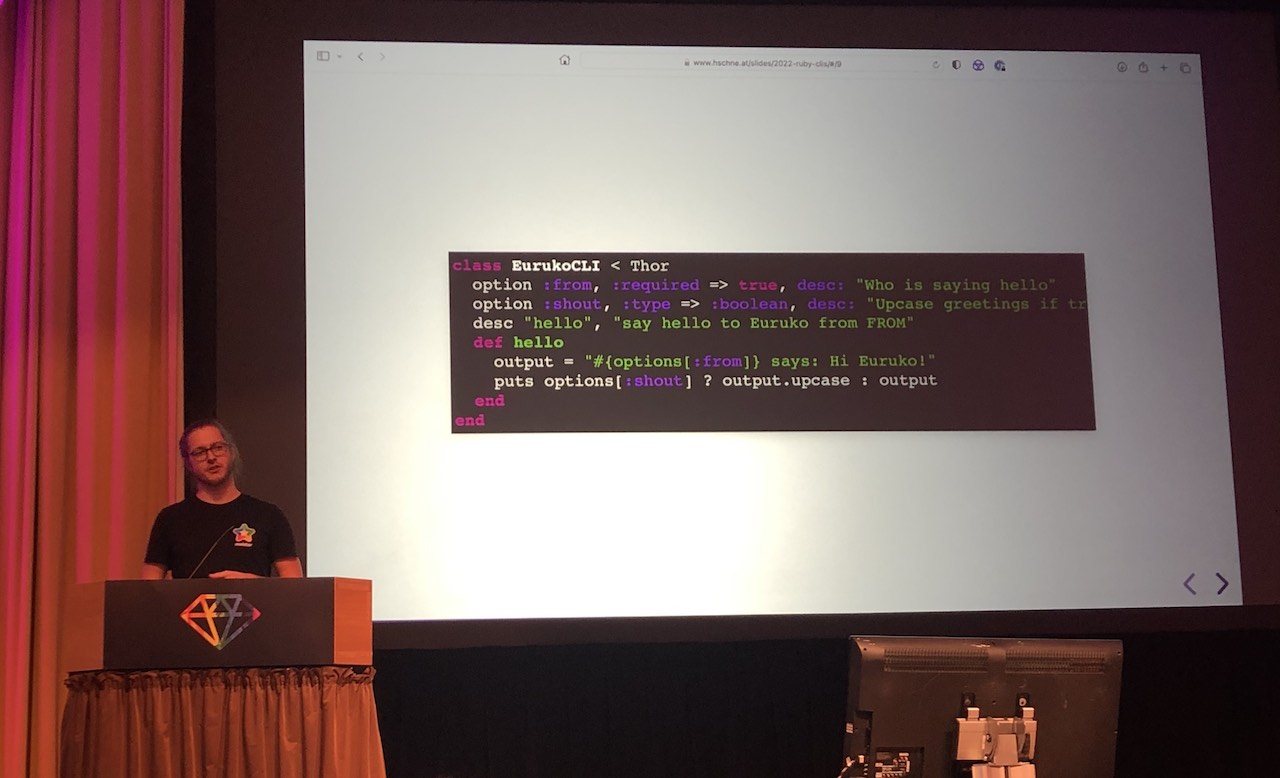 www.hschne.at/slides/2022-ruby-clis/#/9
class EurukoCLI < Thor
  option :from, :required => true, desc: "Who is saying hello"
  option :shout, :type => :boolean, desc: "Upcase greetings if tr
  desc "hello", "say hello to Euruko from FROM"
  def hello
    output = "#{options[:from]} says: Hi Euruko!"
    puts options[:shout] ? output.upcase : output
  end
end